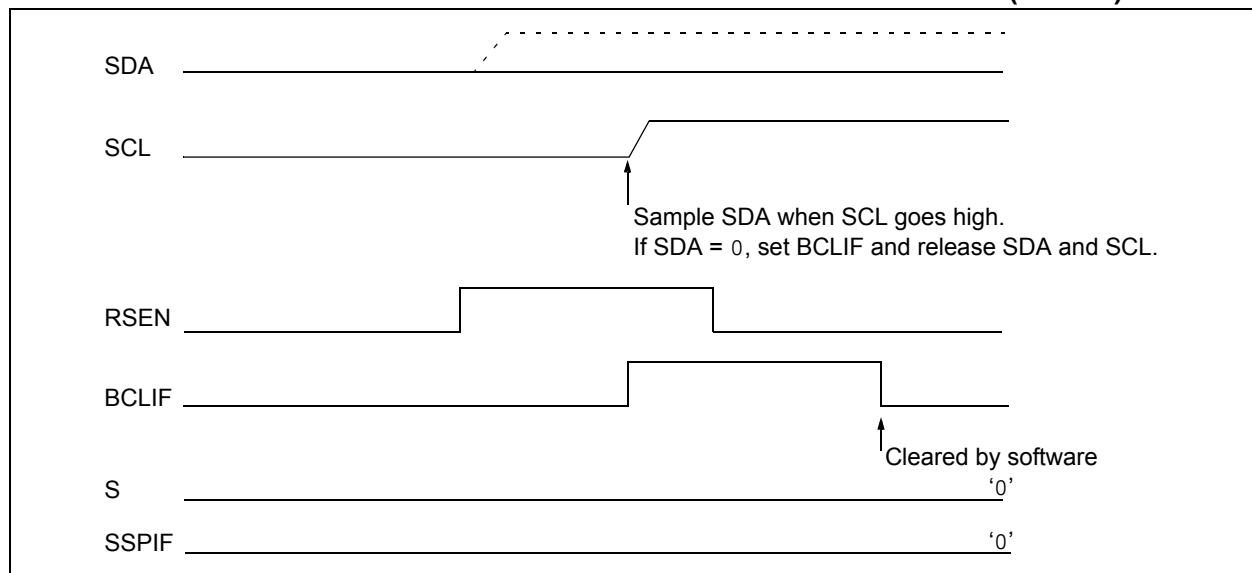 SDA
SCL
Sample SDA when SCL goes high.
If SDA = 0, set BCLIF and release SDA and SCL.
RSEN
BCLIF
Cleared by software
S
‘0’
SSPIF
‘0’